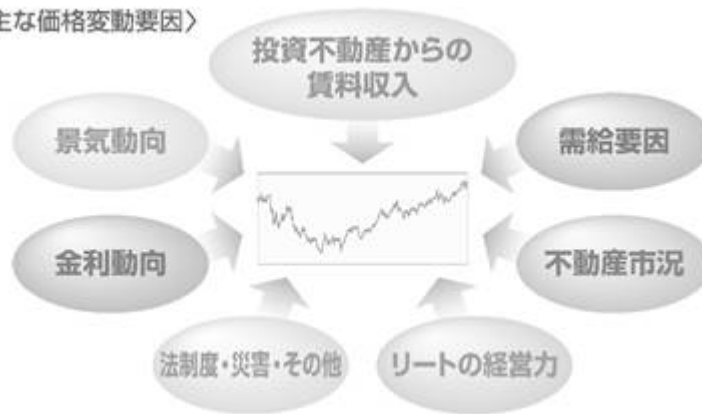 主な価格変動要因〉
投資不動産からの
賃料収入
景気動向
需給要因
金利動向
不動産市況
法制度・災害・その他
リートの経営力